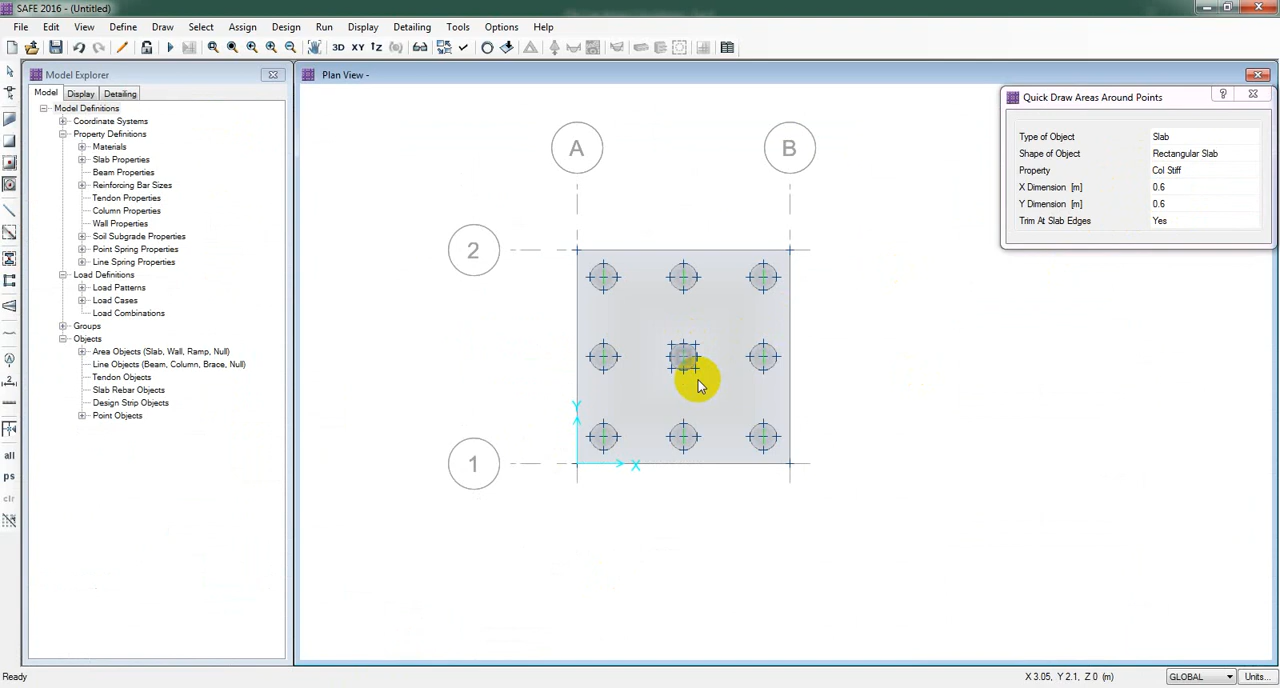 SAFE 2016 - (Untitled)
File Edit View Define Draw Select Assign Design Run Display Detailing Tools Options Help
3D XY
Model Explorer
Model Display Detailing
Model Definitions
Coordinate Systems
Property Definitions
Materials
Slab Properties
Beam Properties
Reinforcing Bar Sizes
Tendon Properties
Column Properties
Wall Properties
Soil Subgrade Properties
Point Spring Properties
Line Spring Properties
Load Definitions
Load Patterns
Load Cases
Load Combinations
Groups
Objects
Area Objects (Slab, Wall, Ramp, Null)
Line Objects (Beam, Column, Brace, Null)
Tendon Objects
Slab Rebar Objects
Design Strip Objects
Point Objects
all
ps
clr
Plan View -
A B
2
1
Y
X
Quick Draw Areas Around Points
Type of Object Slab
Shape of Object Rectangular Slab
Property Col Stiff
X Dimension [m] 0.6
Y Dimension [m] 0.6
Trim At Slab Edges Yes
Ready
X 3.05, Y 2.1, Z 0 (m)
GLOBAL
Units...